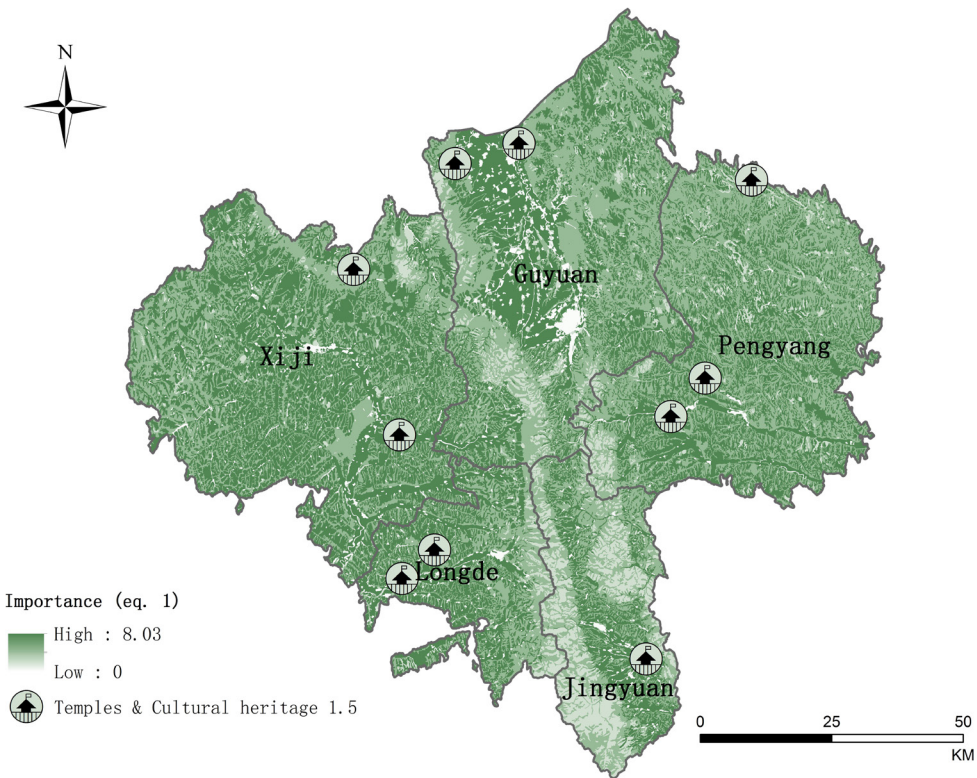 N
Guyuan
Xiji
Pengyang
Longde
Jingyuan
Importance (eq. 1)
High : 8.03
Low : 0
Temples & Cultural heritage 1.5
0 25 50
KM